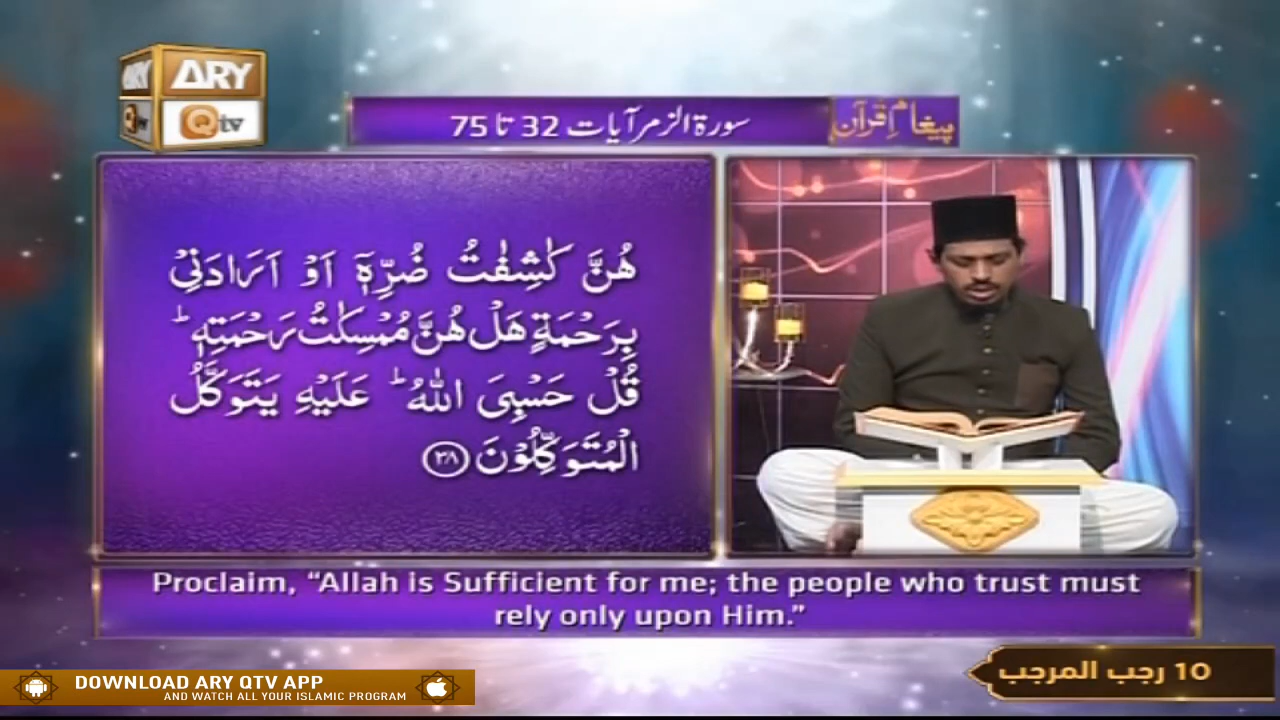 ARY
ARY
Qtv
سورۃ الزمر آیات 32 تا 75
پیغامِ قرآن
هُنَّ كٰشِفٰتُ ضُرِّهٖۤ اَوْ اَرَادَنِیْ
بِرَحْمَةٍ هَلْ هُنَّ مُمْسِكٰتُ رَحْمَتِهٖ ؕ
قُلْ حَسْبِیَ اللّٰهُ ؕ عَلَیْهِ یَتَوَكَّلُ
الْمُتَوَكِّلُوْنَ ﴿۳۸﴾
Proclaim, “Allah is Sufficient for me; the people who trust must
rely only upon Him.”
DOWNLOAD ARY QTV APP
AND WATCH ALL YOUR ISLAMIC PROGRAM
10 رجب المرجب